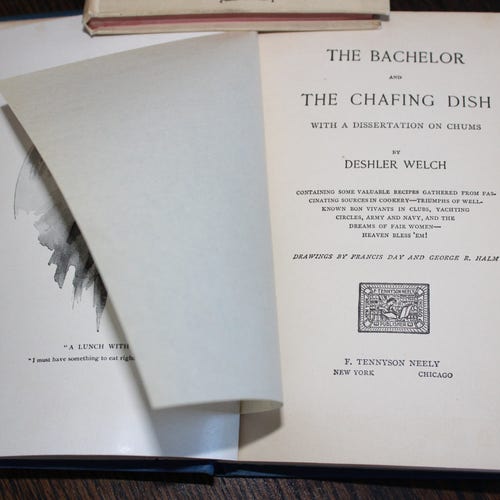 "A LUNCH WITH
"I must have something to eat righ
THE BACHELOR
AND
THE CHAFING DISH
WITH A DISSERTATION ON CHUMS
BY
DESHLER WELCH
CONTAINING SOME VALUABLE RECIPES GATHERED FROM FAS-
CINATING SOURCES IN COOKERY—TRIUMPHS OF WELL-
KNOWN BON VIVANTS IN CLUBS, YACHTING
CIRCLES, ARMY AND NAVY, AND THE
DREAMS OF FAIR WOMEN—
HEAVEN BLESS 'EM!
DRAWINGS BY FRANCIS DAY AND GEORGE R. HALM
F. TENNYSON NEELY
PUBLISHER
F. TENNYSON NEELY
NEW YORK CHICAGO